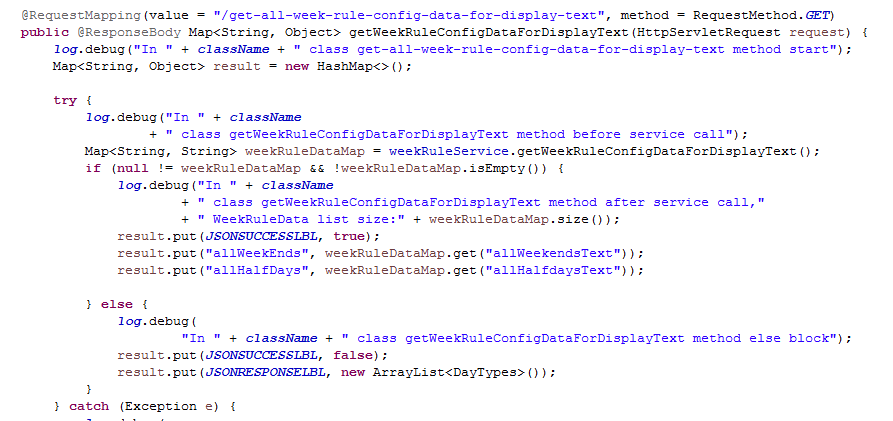 @RequestMapping(value = "/get-all-week-rule-config-data-for-display-text", method = RequestMethod.GET)
public @ResponseBody Map<String, Object> getWeekRuleConfigDataForDisplayText(HttpServletRequest request) {
    log.debug("In " + className + " class get-all-week-rule-config-data-for-display-text method start");
    Map<String, Object> result = new HashMap<>();

    try {
        log.debug("In " + className
                + " class getWeekRuleConfigDataForDisplayText method before service call");
        Map<String, String> weekRuleDataMap = weekRuleService.getWeekRuleConfigDataForDisplayText();
        if (null != weekRuleDataMap && !weekRuleDataMap.isEmpty()) {
            log.debug("In " + className
                    + " class getWeekRuleConfigDataForDisplayText method after service call,"
                    + " WeekRuleData list size:" + weekRuleDataMap.size());
            result.put(JSONSUCCESSLBL, true);
            result.put("allWeekEnds", weekRuleDataMap.get("allWeekendsText"));
            result.put("allHalfDays", weekRuleDataMap.get("allHalfdaysText"));

        } else {
            log.debug(
                    "In " + className + " class getWeekRuleConfigDataForDisplayText method else block");
            result.put(JSONSUCCESSLBL, false);
            result.put(JSONRESPONSELBL, new ArrayList<DayTypes>());
        }
    } catch (Exception e) {